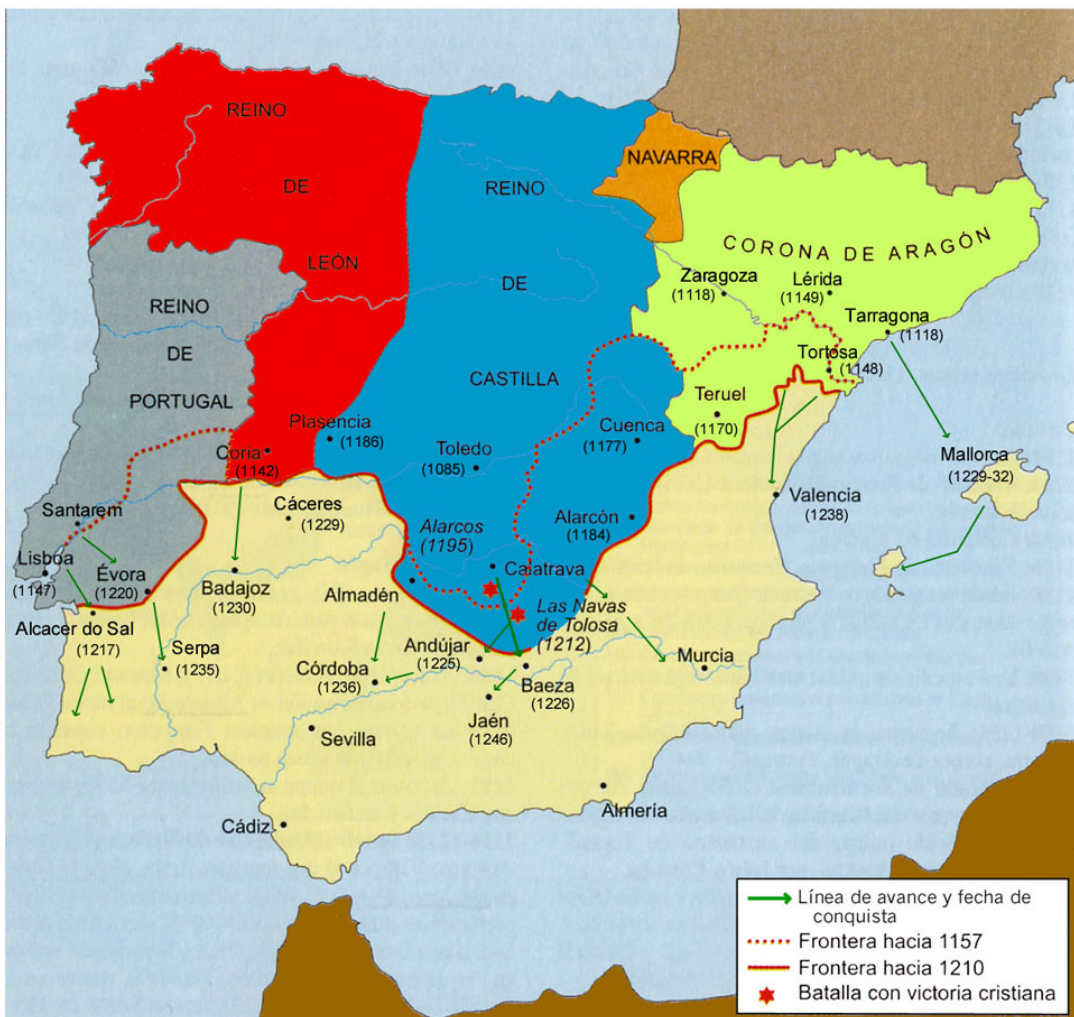 REINO
DE
LEÓN
REINO
DE
CASTILLA
NAVARRA
CORONA DE ARAGÓN
REINO
DE
PORTUGAL
Zaragoza
(1118)
Lérida
(1149)
Tarragona
(1118)
Tortosa
(1148)
Teruel
(1170)
Plasencia
(1186)
Coria
(1142)
Toledo
(1085)
Cuenca
(1177)
Mallorca
(1229-32)
Valencia
(1238)
Santarem
Cáceres
(1229)
Alarcos
(1195)
Alarcón
(1184)
Lisboa
(1147)
Évora
(1220)
Badajoz
(1230)
Almadén
Calatrava
Las Navas
de Tolosa
(1212)
Alcacer do Sal
(1217)
Serpa
(1235)
Córdoba
(1236)
Andújar
(1225)
Baeza
(1226)
Jaén
(1246)
Murcia
Sevilla
Almería
Cádiz
Línea de avance y fecha de
conquista
Frontera hacia 1157
Frontera hacia 1210
Batalla con victoria cristiana